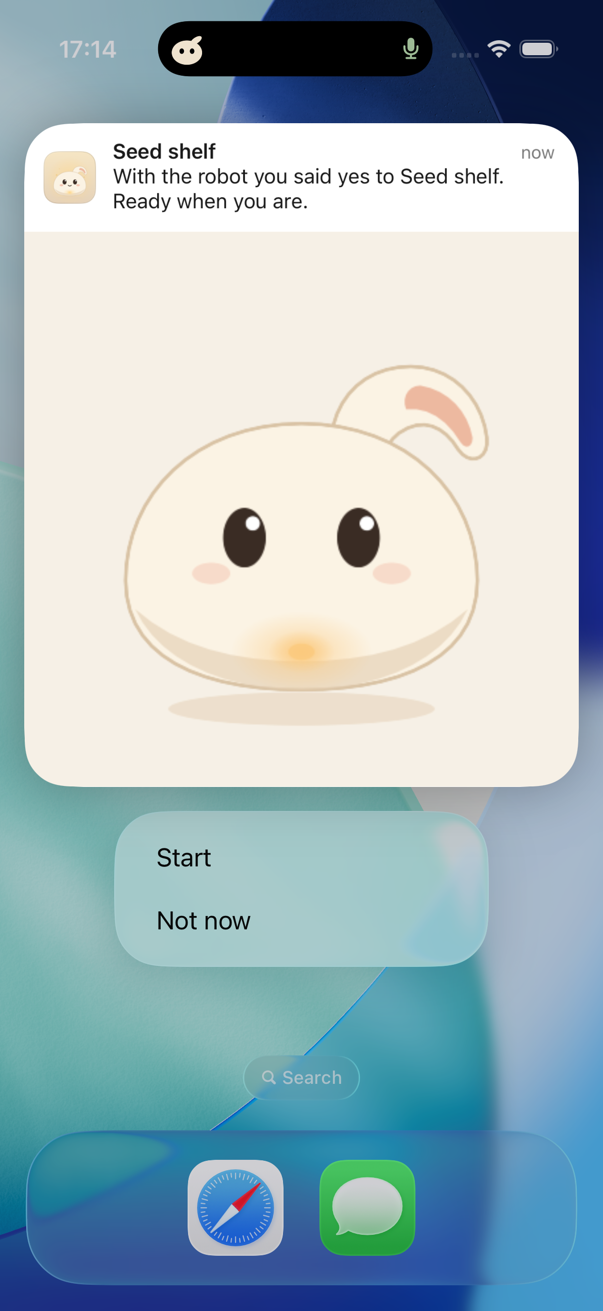 17:14
Seed shelf
now
With the robot you said yes to Seed shelf.
Ready when you are.
Start
Not now
Search